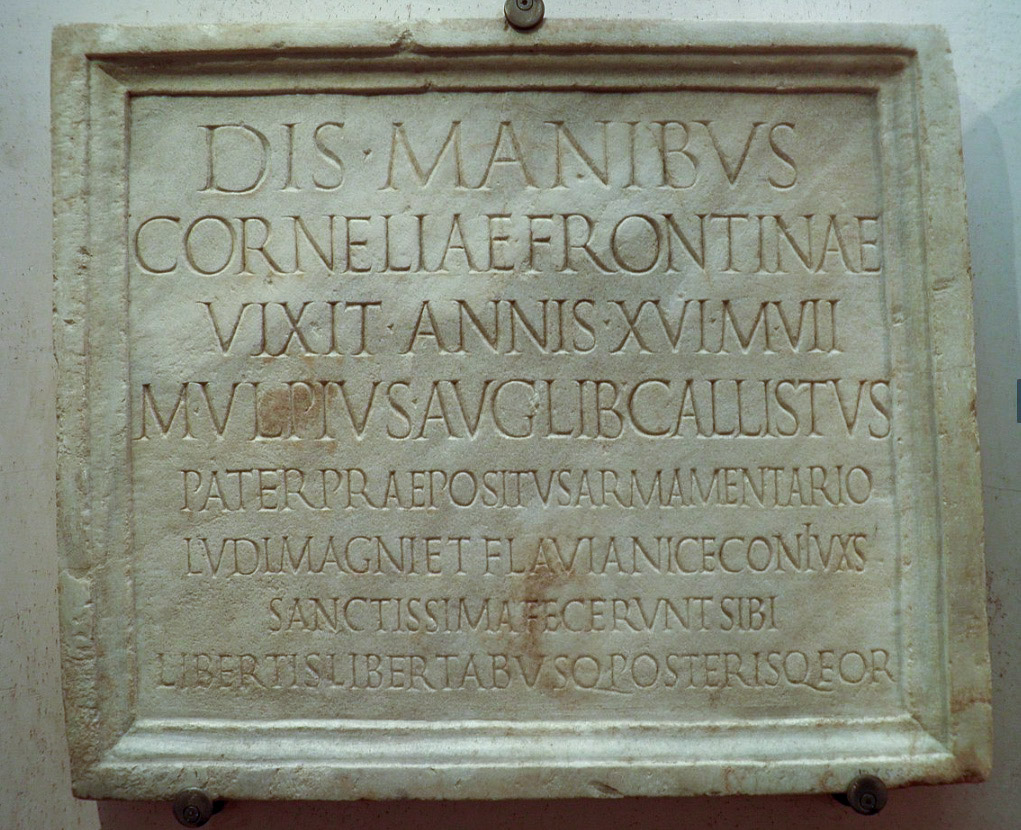 DIS · MANIBVS
CORNELIAE · FRONTINAE
VIXIT · ANNIS · XVI · M · VII
M · VLPIVS · AVG · LIB · CALLISTVS
PATER PRAEPOSITVS ARMAMENTARIO
LVDI MAGNI ET FLAVIA NICE CONIVXS
SANCTISSIMA FECERVNT SIBI
LIBERTIS LIBERTABVSQ POSTERISQ EOR